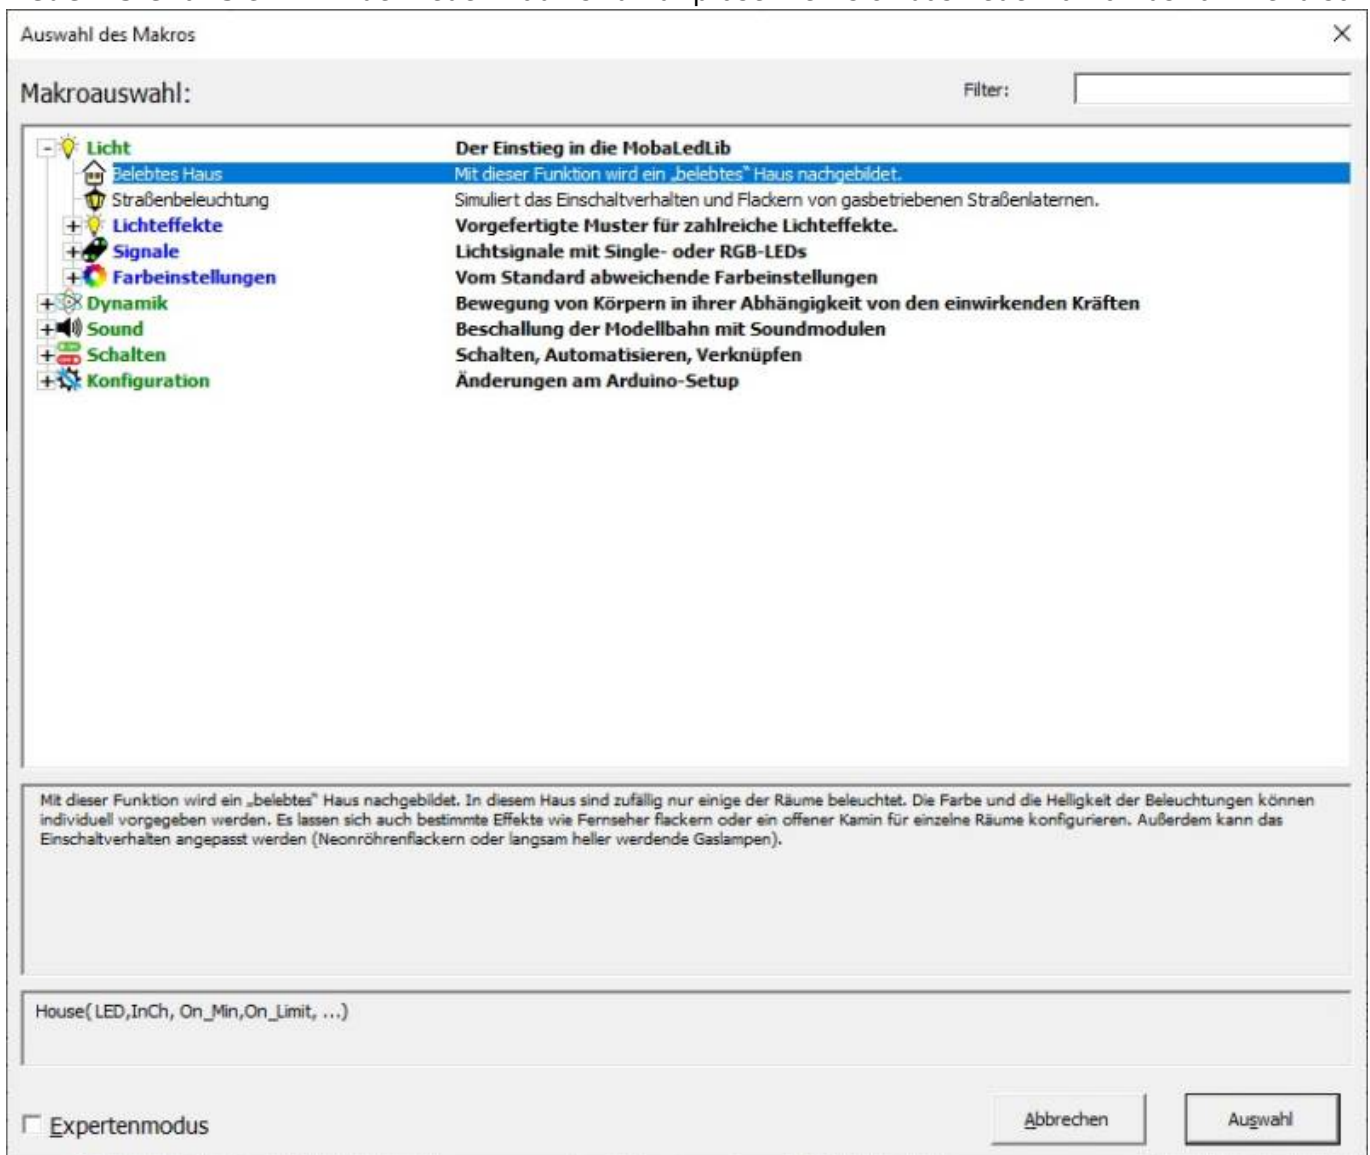 Auswahl des Makros
Makroauswahl:
Filter:
Licht Der Einstieg in die MobaLedLib
Belebtes Haus Mit dieser Funktion wird ein „belebtes“ Haus nachgebildet.
Straßenbeleuchtung Simuliert das Einschaltverhalten und Flackern von gasbetriebenen Straßenlaternen.
Lichteffekte Vorgefertigte Muster für zahlreiche Lichteffekte.
Signale Lichtsignale mit Single- oder RGB-LEDs
Farbeinstellungen Vom Standard abweichende Farbeinstellungen
Dynamik Bewegung von Körpern in ihrer Abhängigkeit von den einwirkenden Kräften
Sound Beschallung der Modellbahn mit Soundmodulen
Schalten Schalten, Automatisieren, Verknüpfen
Konfiguration Änderungen am Arduino-Setup
Mit dieser Funktion wird ein „belebtes“ Haus nachgebildet. In diesem Haus sind zufällig nur einige der Räume beleuchtet. Die Farbe und die Helligkeit der Beleuchtungen können
individuell vorgegeben werden. Es lassen sich auch bestimmte Effekte wie Fernseher flackern oder ein offener Kamin für einzelne Räume konfigurieren. Außerdem kann das
Einschaltverhalten angepasst werden (Neonröhrenflackern oder langsam heller werdende Gaslampen).
House( LED,InCh, On_Min,On_Limit, ...)
Expertenmodus
Abbrechen
Auswahl